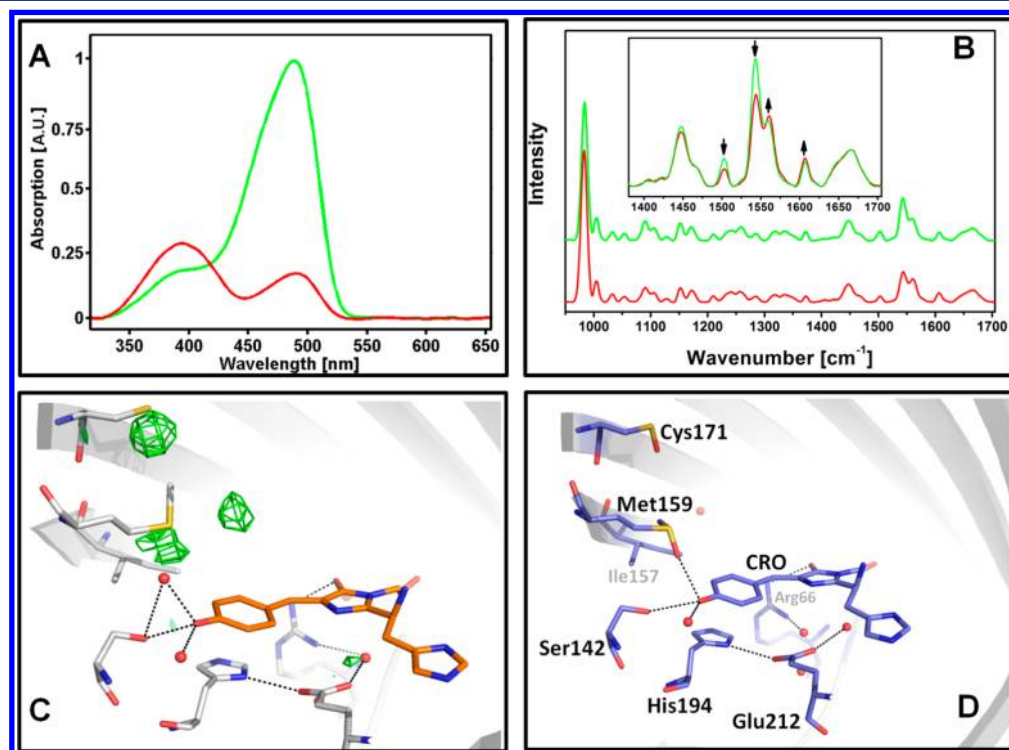 A
Absorption [A.U.]
1
0.75
0.5
0.25
0
350 400 450 500 550 600 650
Wavelength [nm]
B
Intensity
1400 1450 1500 1550 1600 1650 1700
1000 1100 1200 1300 1400 1500 1600 1700
Wavenumber [cm⁻¹]
C
Cys171
Met159
Ile157
CRO
Arg66
Ser142
His194
Glu212
D